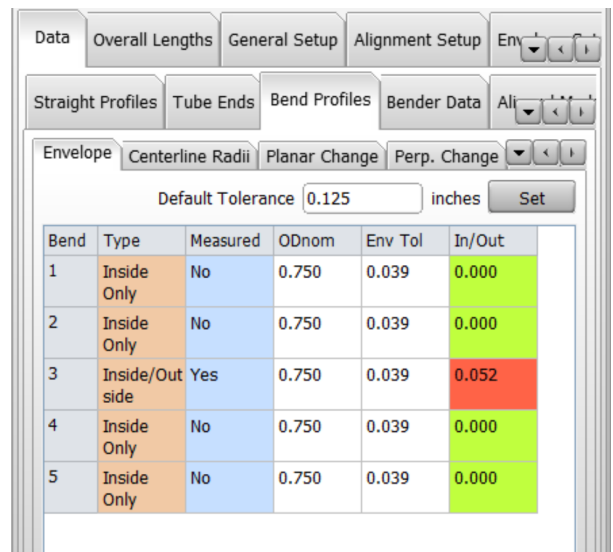 Data Overall Lengths General Setup Alignment Setup
Straight Profiles Tube Ends Bend Profiles Bender Data
Envelope Centerline Radii Planar Change Perp. Change
Default Tolerance 0.125 inches Set
Bend Type Measured ODnom Env Tol In/Out
1 Inside No 0.750 0.039 0.000
Only
2 Inside No 0.750 0.039 0.000
Only
3 Inside/Out Yes 0.750 0.039 0.052
side
4 Inside No 0.750 0.039 0.000
Only
5 Inside No 0.750 0.039 0.000
Only